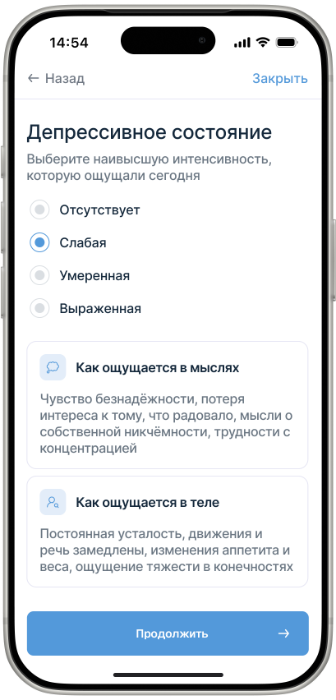 14:54
← Назад
Закрыть
Депрессивное состояние
Выберите наивысшую интенсивность,
которую ощущали сегодня
Отсутствует
Слабая
Умеренная
Выраженная
Как ощущается в мыслях
Чувство безнадёжности, потеря
интереса к тому, что радовало, мысли о
собственной никчёмности, трудности с
концентрацией
Как ощущается в теле
Постоянная усталость, движения и
речь замедлены, изменения аппетита и
веса, ощущение тяжести в конечностях
Продолжить →